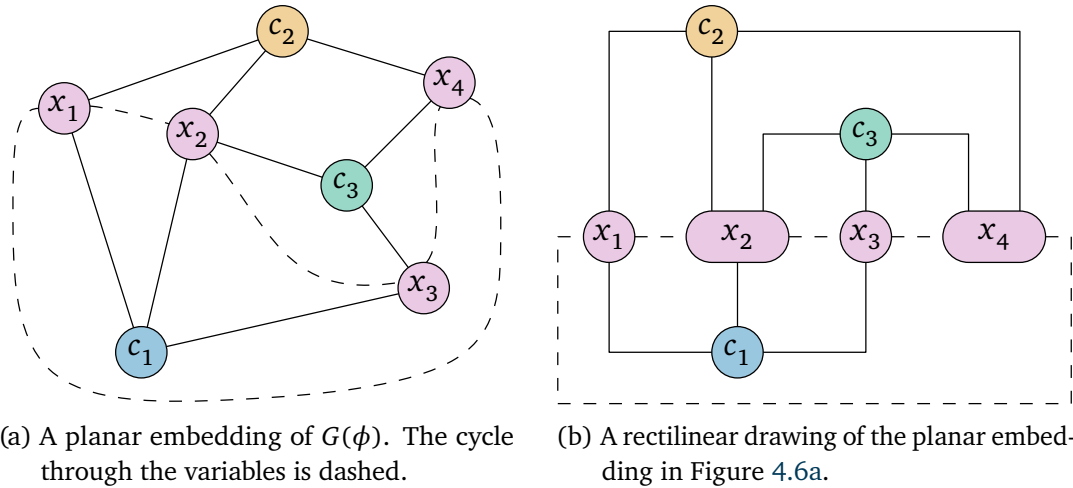 c₂
x₄
x₁
x₂
c₃
x₃
c₁
c₂
c₃
x₁ x₂ x₃ x₄
c₁
(a) A planar embedding of G(ϕ). The cycle
through the variables is dashed.
(b) A rectilinear drawing of the planar embed-
ding in Figure 4.6a.